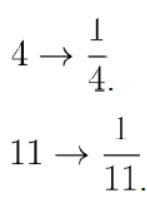 4 → 1/4.
11 → 1/11.